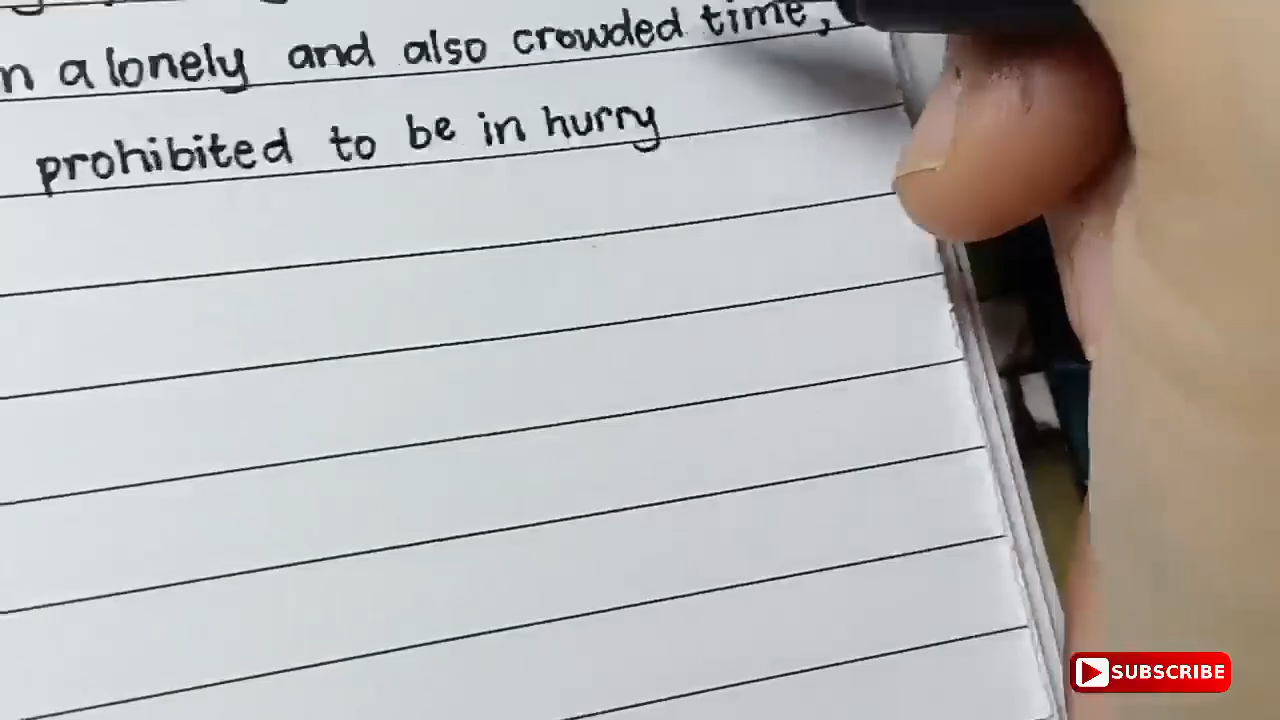 a lonely and also crowded time,
prohibited to be in hurry
SUBSCRIBE